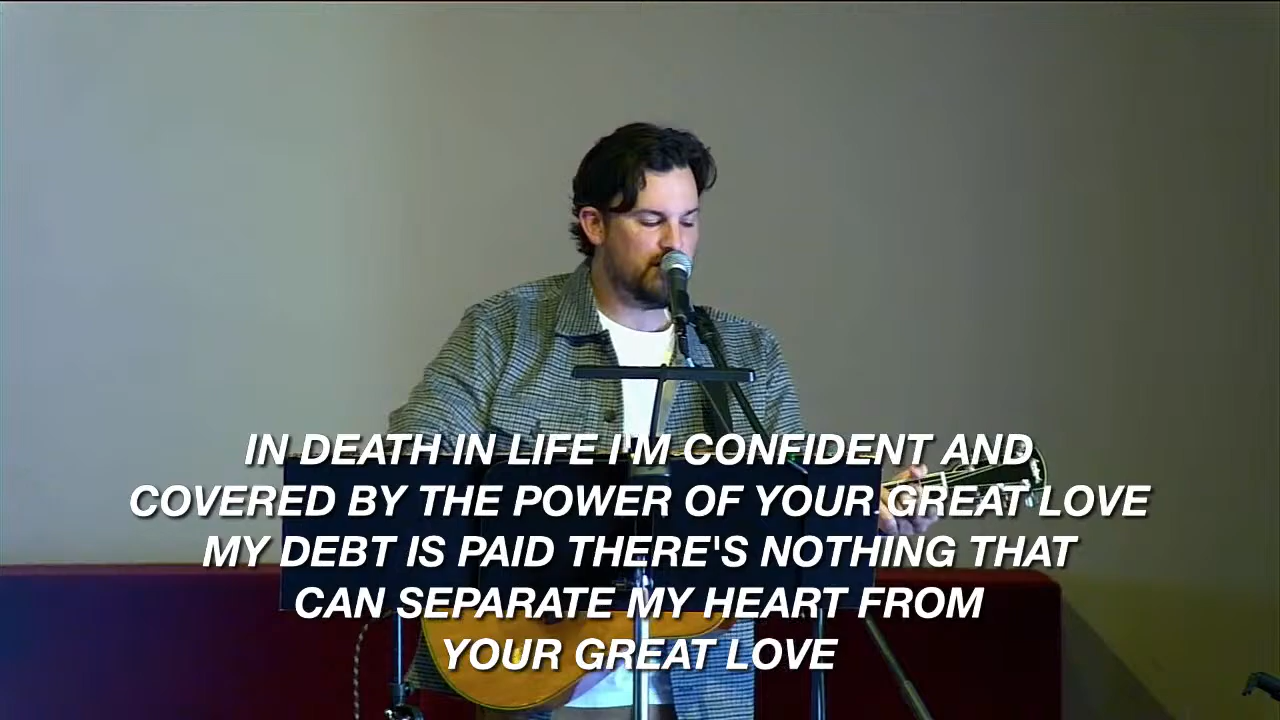 IN DEATH IN LIFE I'M CONFIDENT AND
COVERED BY THE POWER OF YOUR GREAT LOVE
MY DEBT IS PAID THERE'S NOTHING THAT
CAN SEPARATE MY HEART FROM
YOUR GREAT LOVE